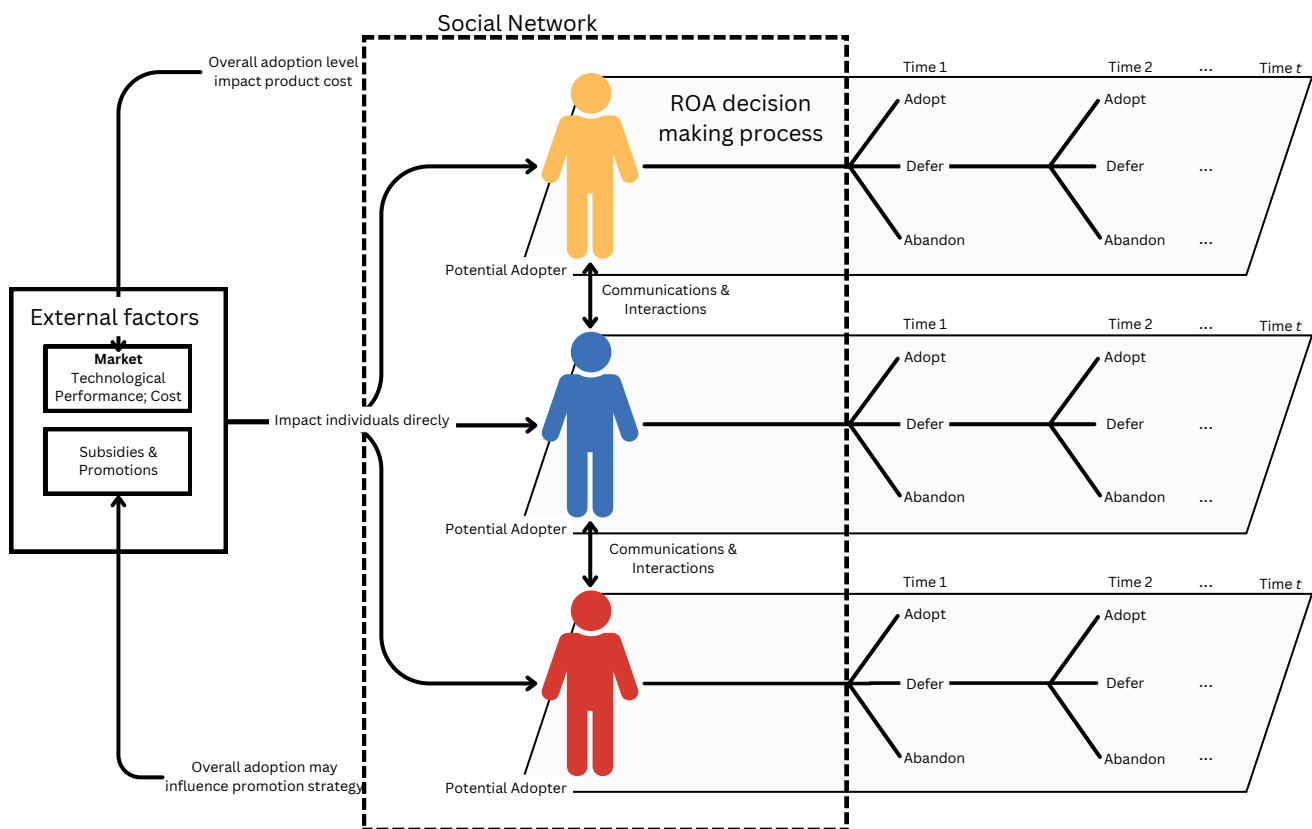 Social Network
Overall adoption level
impact product cost
External factors
Market
Technological
Performance; Cost
Subsidies &
Promotions
Impact individuals direcly
Overall adoption may
influence promotion strategy
ROA decision
making process
Time 1
Time 2
...
Time t
Adopt
Adopt
Defer
Defer
...
Abandon
Abandon
...
Potential Adopter
Communications &
Interactions
Time 1
Time 2
...
Time t
Adopt
Adopt
Defer
Defer
...
Abandon
Abandon
...
Potential Adopter
Communications &
Interactions
Time 1
Time 2
...
Time t
Adopt
Adopt
Defer
Defer
...
Abandon
Abandon
...
Potential Adopter